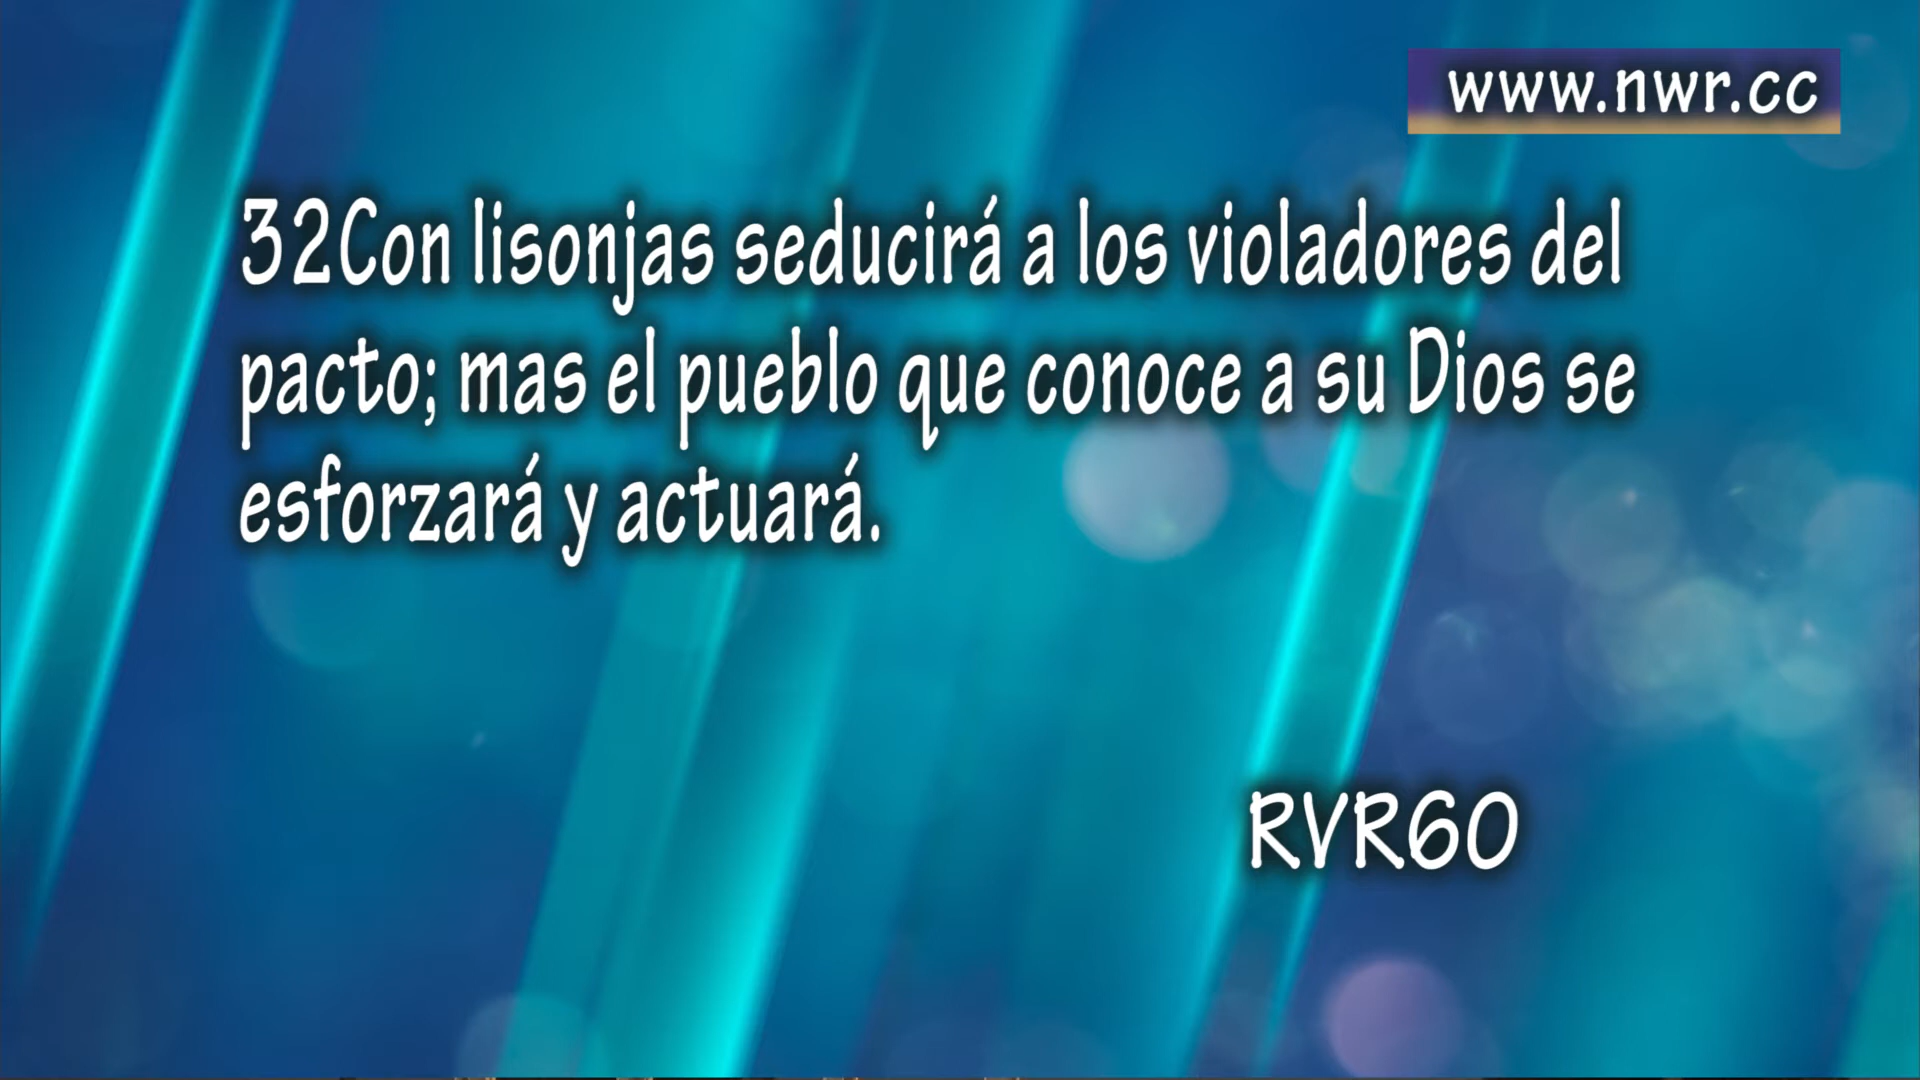 www.nwr.cc
32Con lisonjas seducirá a los violadores del
pacto; mas el pueblo que conoce a su Dios se
esforzará y actuará.
RVR60